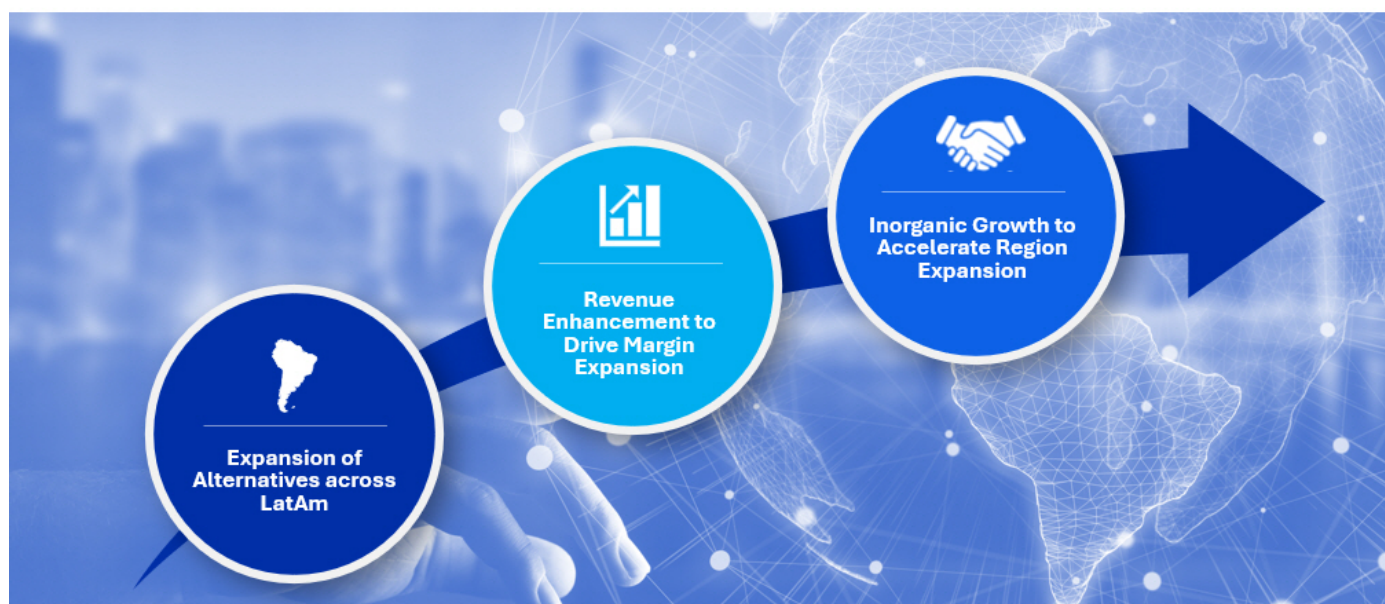 Expansion of
Alternatives across
LatAm
Revenue
Enhancement to
Drive Margin
Expansion
Inorganic Growth to
Accelerate Region
Expansion